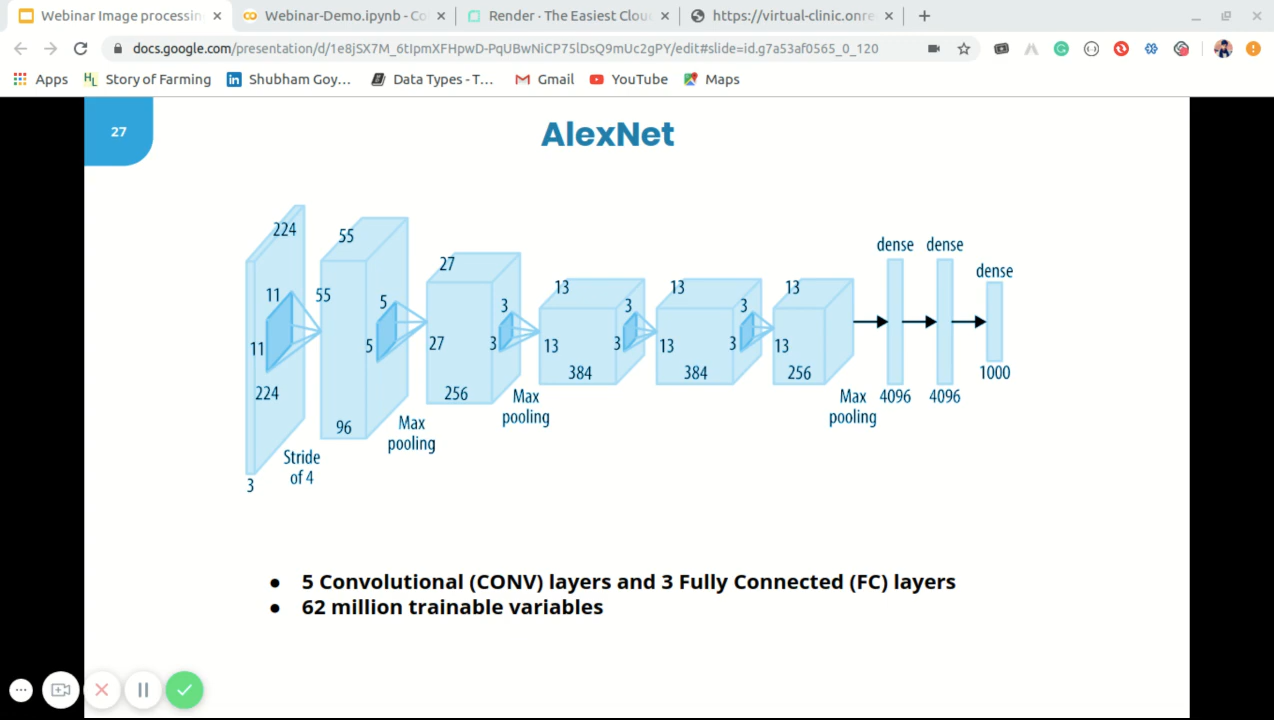 Webinar Image processin
Webinar-Demo.ipynb - Co
Render · The Easiest Clou
https://virtual-clinic.onre
docs.google.com/presentation/d/1e8jSX7M_6tIpmXFHpwD-PqUBwNiCP75lDsQ9mUc2gPY/edit#slide=id.g7a53af0565_0_120
Apps
Story of Farming
Shubham Goy...
Data Types - T...
Gmail
YouTube
Maps
27
AlexNet
224
55
27
13
13
13
dense
dense
dense
11
55
5
3
3
3
11
5
27
3
13
3
13
3
13
224
96
256
384
384
256
4096
4096
1000
Stride
of 4
3
Max
pooling
Max
pooling
Max
pooling
● 5 Convolutional (CONV) layers and 3 Fully Connected (FC) layers
● 62 million trainable variables